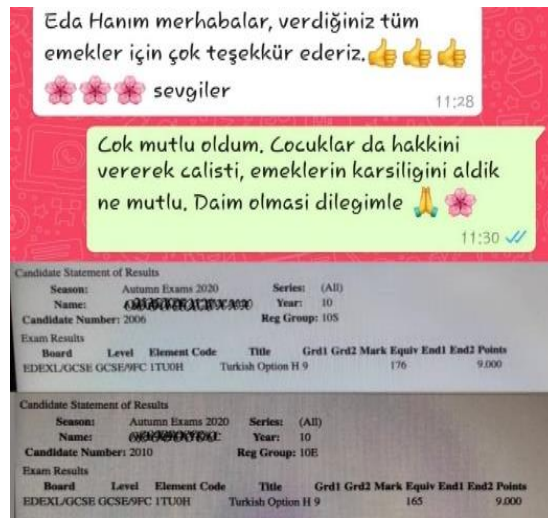 Eda Hanım merhabalar, verdiğiniz tüm
emekler için çok teşekkür ederiz.👍👍👍
🌸🌸🌸 sevgiler
11:28
Cok mutlu oldum. Cocuklar da hakkini
vererek calisti, emeklerin karsiligini aldik
ne mutlu. Daim olmasi dilegimle 🙏🌸
11:30
Candidate Statement of Results
Season: Autumn Exams 2020 Series: (All)
Name: Year: 10
Candidate Number: 2006 Reg Group: 10S
Exam Results
Board Level Element Code Title Grd1 Grd2 Mark Equiv End1 End2 Points
EDEXL/GCSE GCSE/9FC 1TU0H Turkish Option H 9 176 9.000
Candidate Statement of Results
Season: Autumn Exams 2020 Series: (All)
Name: Year: 10
Candidate Number: 2010 Reg Group: 10E
Exam Results
Board Level Element Code Title Grd1 Grd2 Mark Equiv End1 End2 Points
EDEXL/GCSE GCSE/9FC 1TU0H Turkish Option H 9 165 9.000